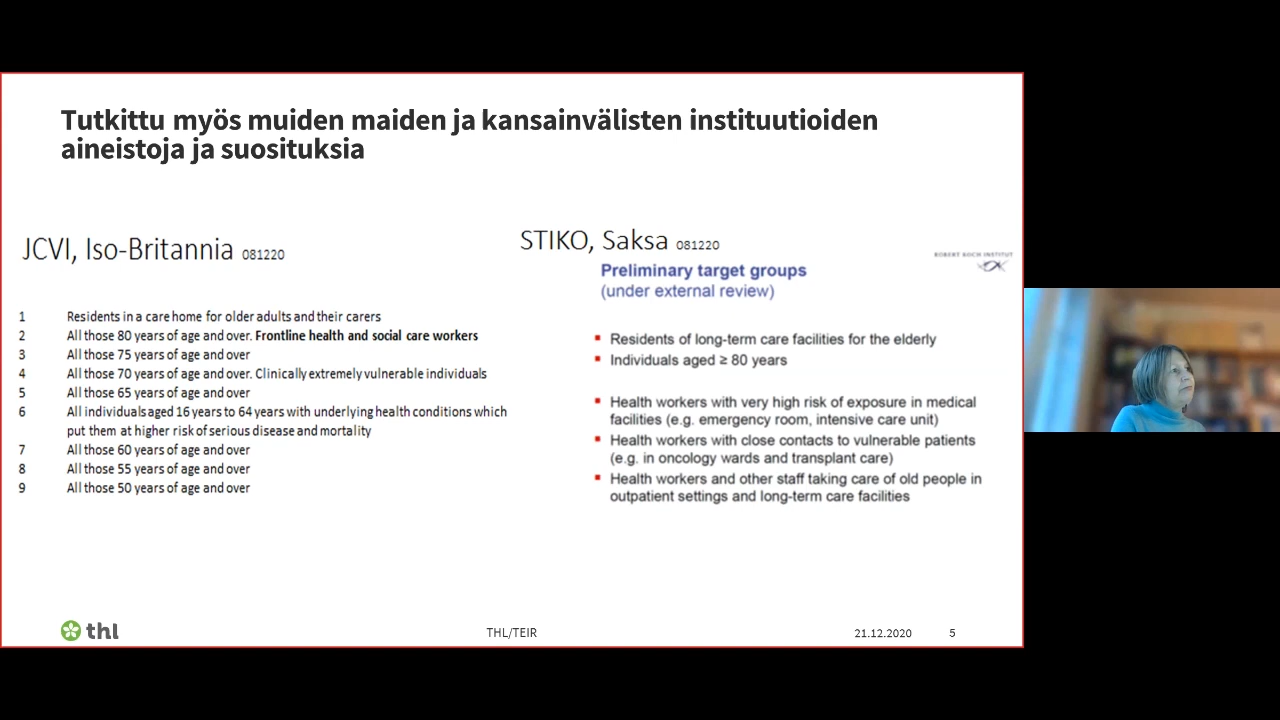 Tutkittu myös muiden maiden ja kansainvälisten instituutioiden
aineistoja ja suosituksia
JCVI, Iso-Britannia 081220
1 Residents in a care home for older adults and their carers
2 All those 80 years of age and over. Frontline health and social care workers
3 All those 75 years of age and over
4 All those 70 years of age and over. Clinically extremely vulnerable individuals
5 All those 65 years of age and over
6 All individuals aged 16 years to 64 years with underlying health conditions which
put them at higher risk of serious disease and mortality
7 All those 60 years of age and over
8 All those 55 years of age and over
9 All those 50 years of age and over
STIKO, Saksa 081220
ROBERT KOCH INSTITUT
Preliminary target groups
(under external review)
▪ Residents of long-term care facilities for the elderly
▪ Individuals aged ≥ 80 years
▪ Health workers with very high risk of exposure in medical
facilities (e.g. emergency room, intensive care unit)
▪ Health workers with close contacts to vulnerable patients
(e.g. in oncology wards and transplant care)
▪ Health workers and other staff taking care of old people in
outpatient settings and long-term care facilities
thl
THL/TEIR
21.12.2020
5